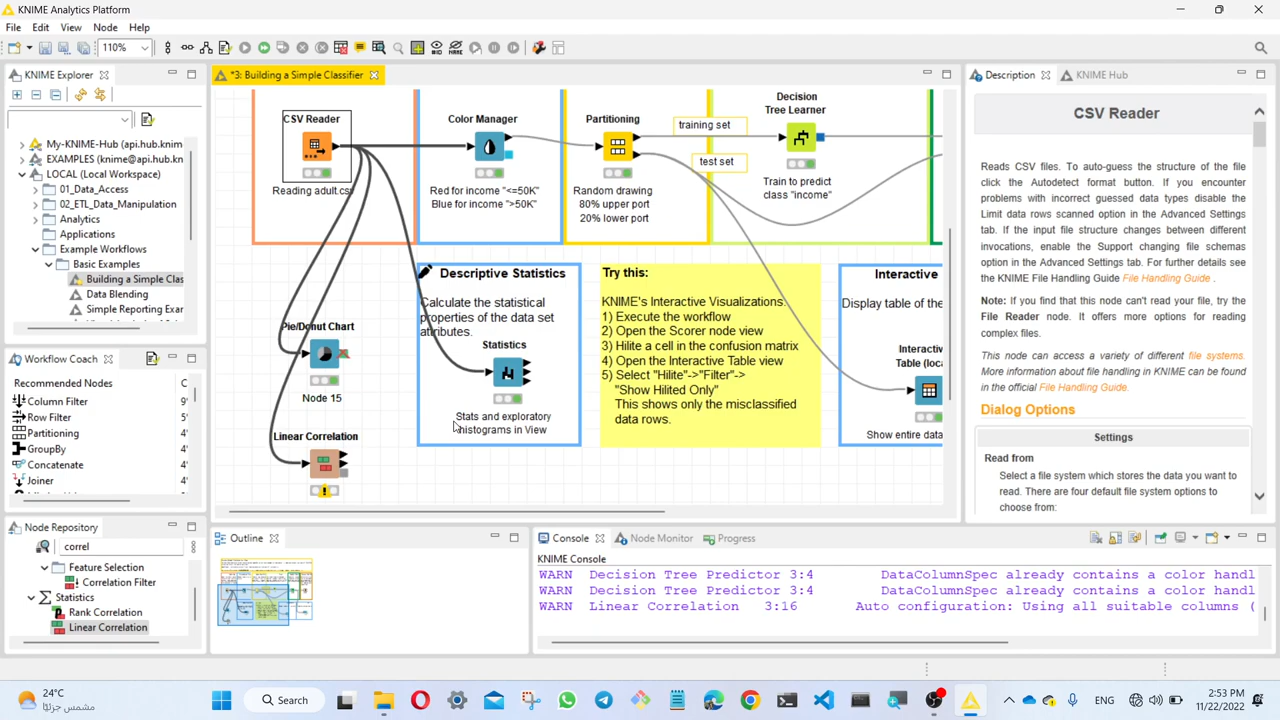 KNIME Analytics Platform
File Edit View Node Help
110%
KNIME Explorer
My-KNIME-Hub (api.hub.kni
EXAMPLES (knime@api.hub.kn
LOCAL (Local Workspace)
01_Data_Access
02_ETL_Data_Manipulation
Analytics
Applications
Example Workflows
Basic Examples
Building a Simple Clas
Data Blending
Simple Reporting Exar
Workflow Coach
Recommended Nodes C
Column Filter 9'
Row Filter 5'
Partitioning 4'
GroupBy 4'
Concatenate 4'
Joiner 4'
Node Repository
correl
Feature Selection
Correlation Filter
Statistics
Rank Correlation
Linear Correlation
*3: Building a Simple Classifier
CSV Reader
Reading adult.csv
Color Manager
Red for income "<=50K"
Blue for income ">50K"
Partitioning
Random drawing
80% upper port
20% lower port
training set
test set
Decision
Tree Learner
Train to predict
class "income"
Pie/Donut Chart
Node 15
Linear Correlation
Descriptive Statistics
Calculate the statistical
properties of the data set
attributes.
Statistics
Stats and exploratory
histograms in View
Try this:
KNIME's Interactive Visualizations.
1) Execute the workflow
2) Open the Scorer node view
3) Hilite a cell in the confusion matrix
4) Open the Interactive Table view
5) Select "Hilite"->"Filter"->
"Show Hilited Only"
This shows only the misclassified
data rows.
Interactive
Display table of the
Interactiv
Table (loca
Show entire data
Outline
Description
KNIME Hub
CSV Reader
Reads CSV files. To auto-guess the structure of the file
click the Autodetect format button. If you encounter
problems with incorrect guessed data types disable the
Limit data rows scanned option in the Advanced Settings
tab. If the input file structure changes between different
invocations, enable the Support changing file schemas
option in the Advanced Settings tab. For further details see
the KNIME File Handling Guide File Handling Guide .
Note: If you find that this node can't read your file, try the
File Reader node. It offers more options for reading
complex files.
This node can access a variety of different file systems.
More information about file handling in KNIME can be found
in the official File Handling Guide.
Dialog Options
Settings
Read from
Select a file system which stores the data you want to
read. There are four default file system options to
choose from:
Console
Node Monitor
Progress
KNIME Console
WARN Decision Tree Predictor 3:4 DataColumnSpec already contains a color handl
WARN Decision Tree Predictor 3:4 DataColumnSpec already contains a color handl
WARN Linear Correlation 3:16 Auto configuration: Using all suitable columns (
24°C
مشمس جزئيًا
Search
ENG
2:53 PM
11/22/2022